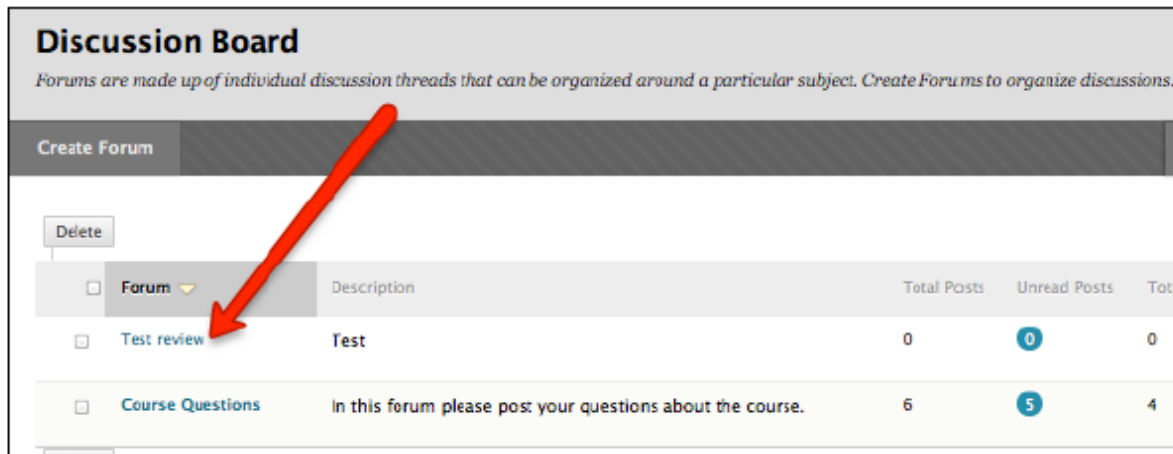 Discussion Board
Forums are made up of individual discussion threads that can be organized around a particular subject. Create Forums to organize discussions.
Create Forum
Delete
Forum Description Total Posts Unread Posts Tot
Test review Test 0 0 0
Course Questions In this forum please post your questions about the course. 6 5 4